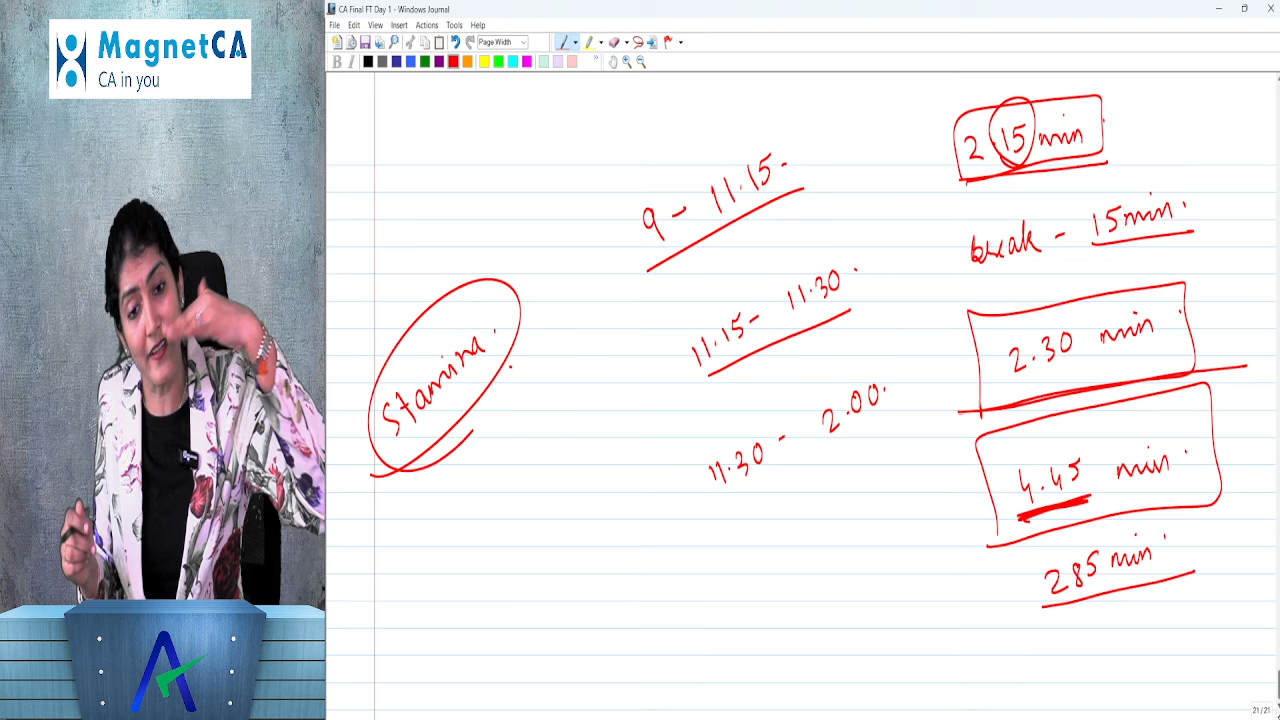 MagnetCA
CA in you
CA Final FT Day 1 - Windows Journal
File Edit View Insert Actions Tools Help
Page Width
B I
2.15 min
9 - 11.15.
break - 15 min.
11.15 - 11.30.
2.30 min.
Stamina.
11.30 - 2.00.
4.45 min.
285 min.
21/21